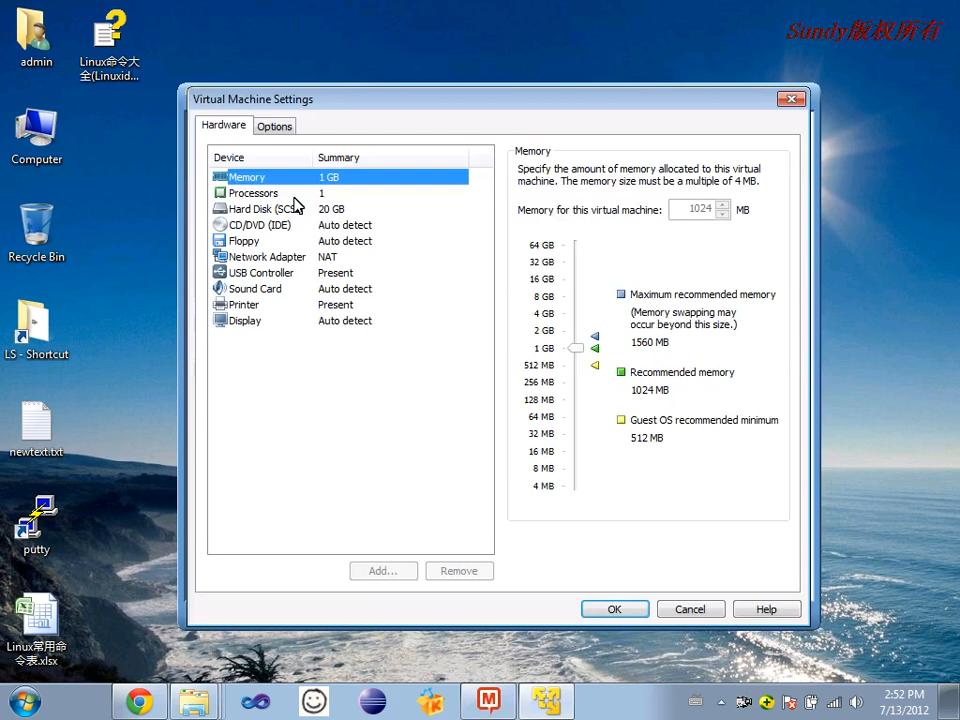 Sundy版权所有
admin
Linux命令大
全(Linuxid...
Computer
Recycle Bin
LS - Shortcut
newtext.txt
putty
Linux常用命
令表.xlsx
Virtual Machine Settings
Hardware
Options
Device
Summary
Memory 1 GB
Processors 1
Hard Disk (SCS 20 GB
CD/DVD (IDE) Auto detect
Floppy Auto detect
Network Adapter NAT
USB Controller Present
Sound Card Auto detect
Printer Present
Display Auto detect
Add...
Remove
Memory
Specify the amount of memory allocated to this virtual
machine. The memory size must be a multiple of 4 MB.
Memory for this virtual machine: 1024 MB
64 GB
32 GB
16 GB
8 GB
4 GB
2 GB
1 GB
512 MB
256 MB
128 MB
64 MB
32 MB
16 MB
8 MB
4 MB
Maximum recommended memory
(Memory swapping may
occur beyond this size.)
1560 MB
Recommended memory
1024 MB
Guest OS recommended minimum
512 MB
OK
Cancel
Help
2:52 PM
7/13/2012